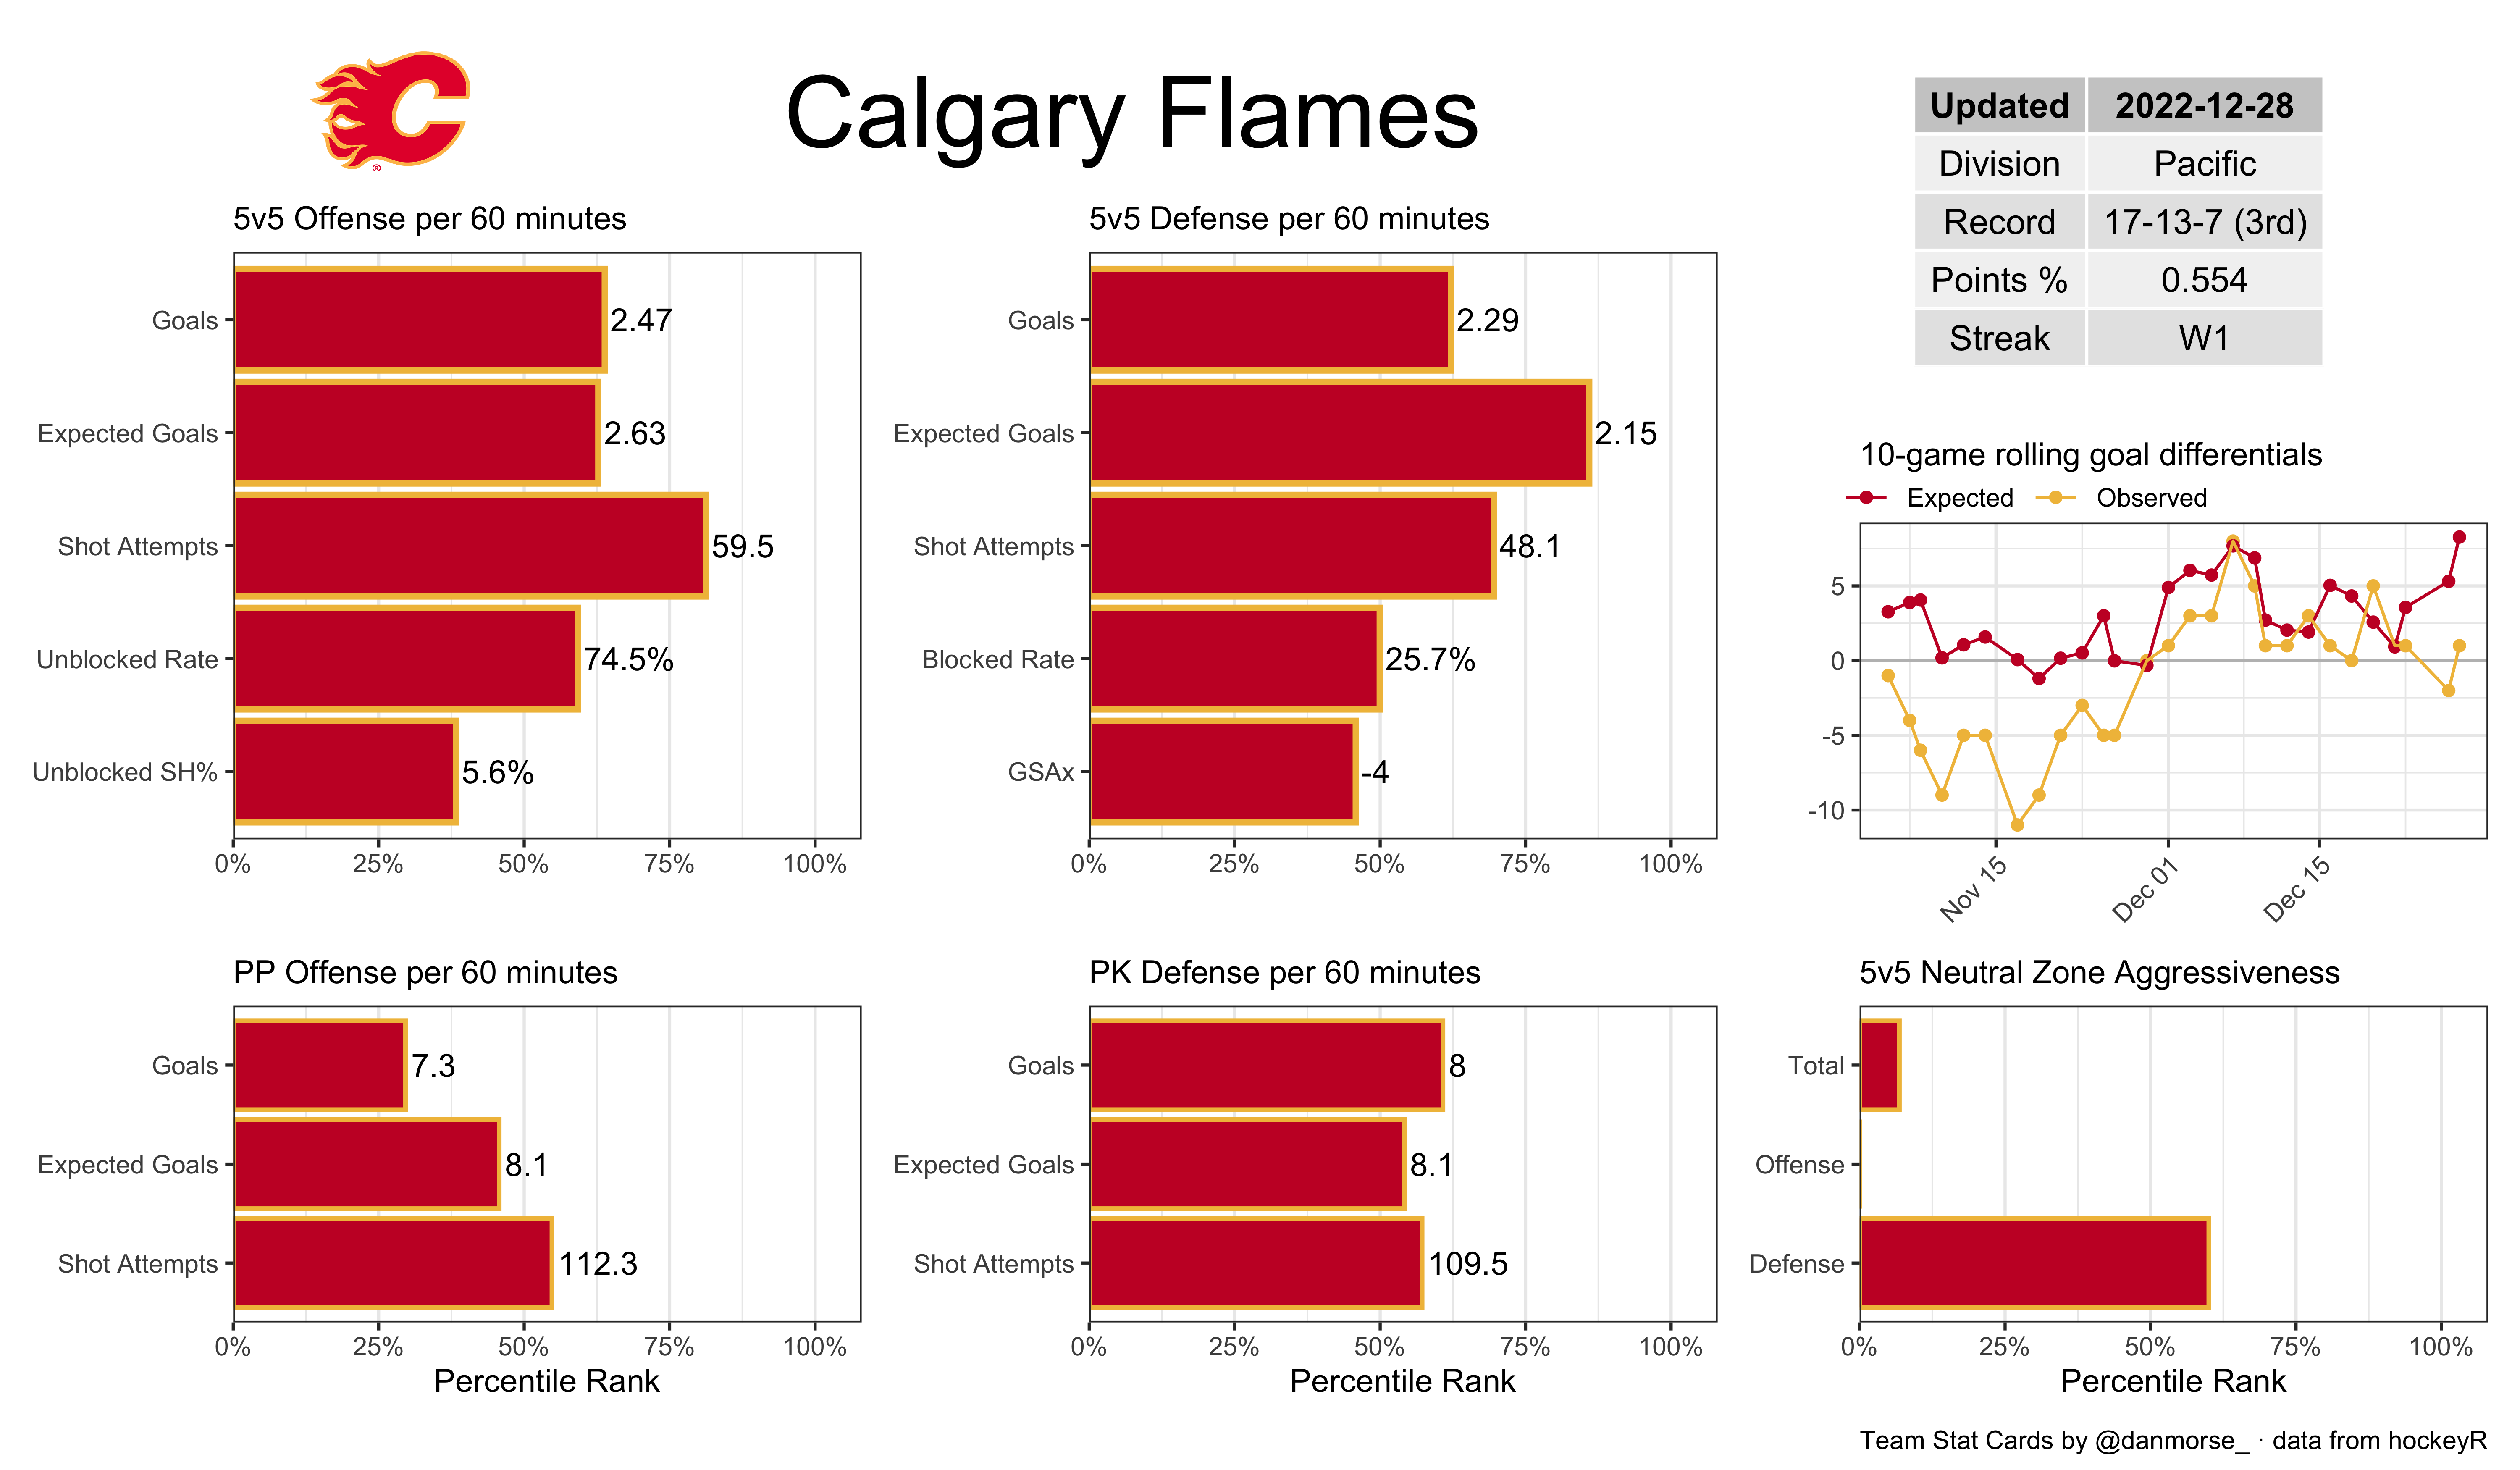 Calgary Flames
Updated 2022-12-28
Division Pacific
Record 17-13-7 (3rd)
Points % 0.554
Streak W1
5v5 Offense per 60 minutes
Goals 2.47
Expected Goals 2.63
Shot Attempts 59.5
Unblocked Rate 74.5%
Unblocked SH% 5.6%
0% 25% 50% 75% 100%
5v5 Defense per 60 minutes
Goals 2.29
Expected Goals 2.15
Shot Attempts 48.1
Blocked Rate 25.7%
GSAx -4
0% 25% 50% 75% 100%
10-game rolling goal differentials
Expected Observed
5
0
-5
-10
Nov 15 Dec 01 Dec 15
PP Offense per 60 minutes
Goals 7.3
Expected Goals 8.1
Shot Attempts 112.3
0% 25% 50% 75% 100%
Percentile Rank
PK Defense per 60 minutes
Goals 8
Expected Goals 8.1
Shot Attempts 109.5
0% 25% 50% 75% 100%
Percentile Rank
5v5 Neutral Zone Aggressiveness
Total
Offense
Defense
0% 25% 50% 75% 100%
Percentile Rank
Team Stat Cards by @danmorse_ · data from hockeyR